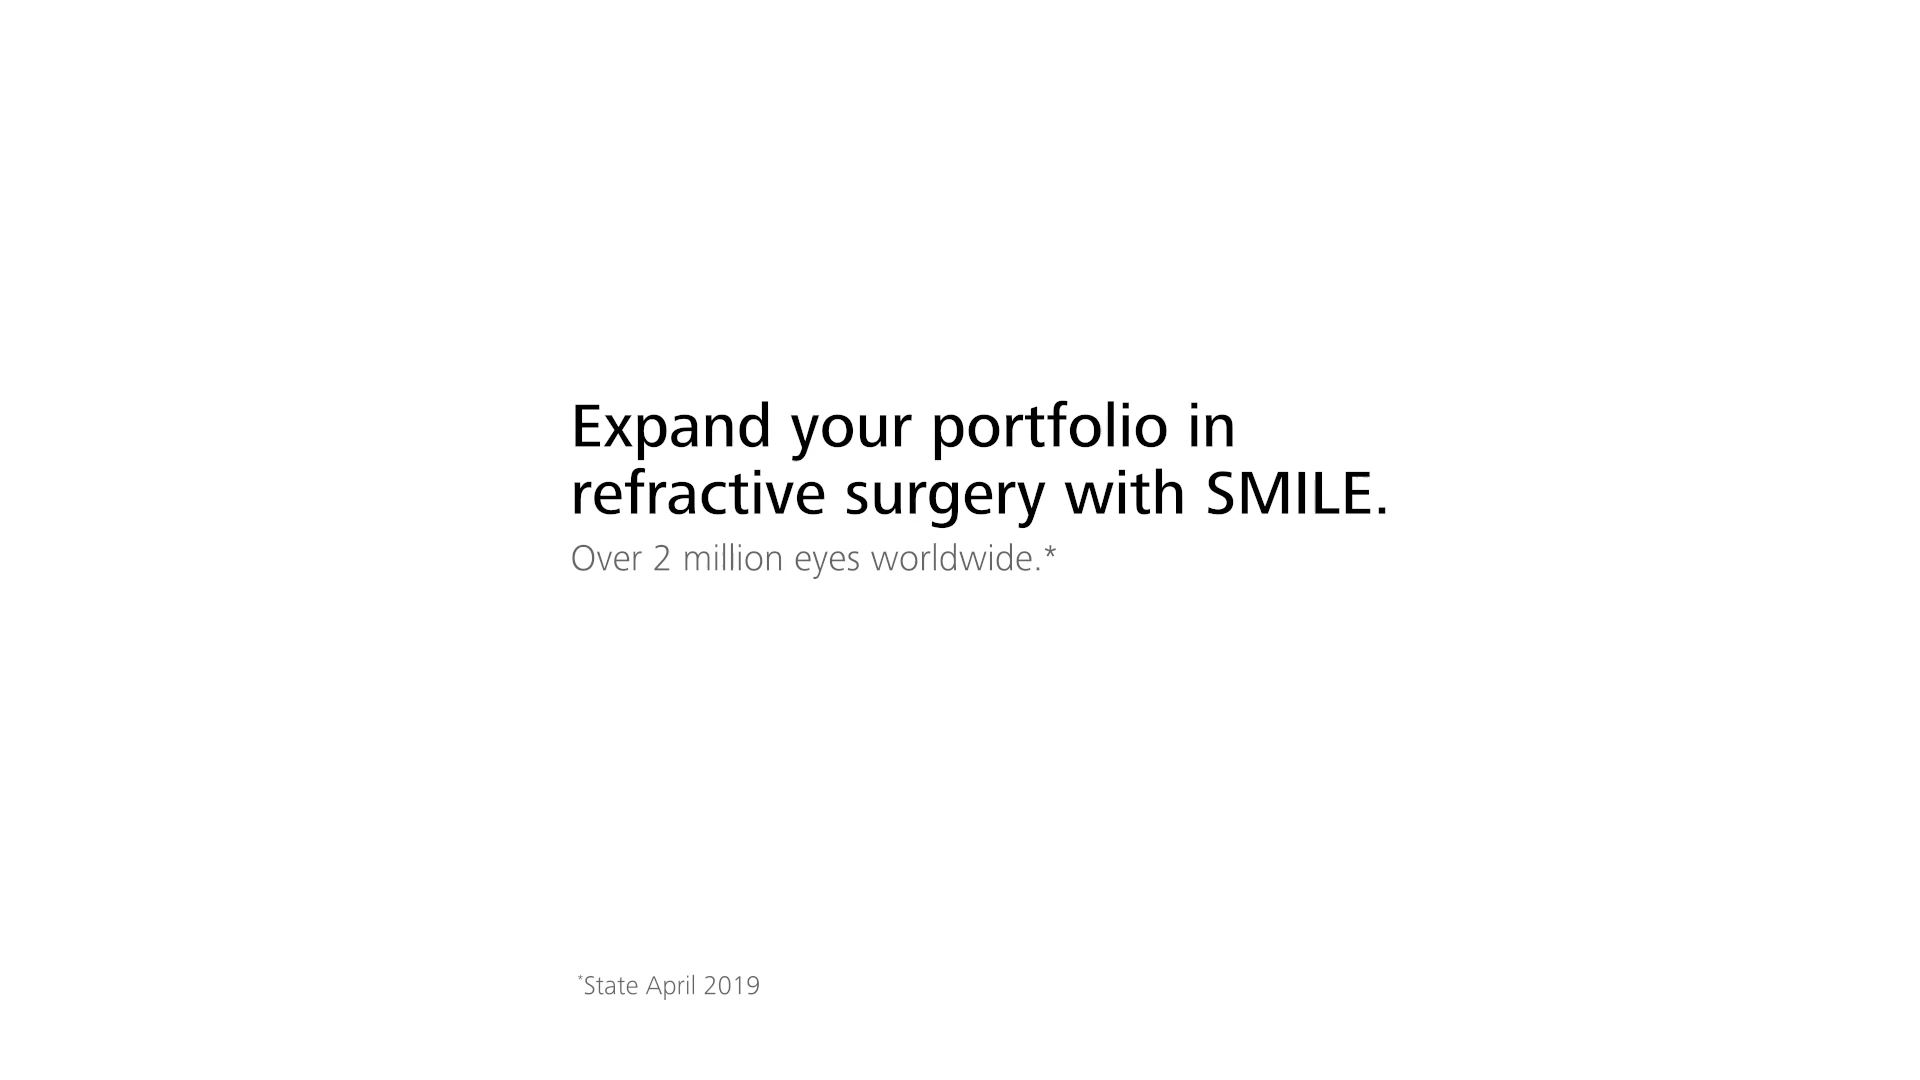 Expand your portfolio in
refractive surgery with SMILE.
Over 2 million eyes worldwide.*
*State April 2019